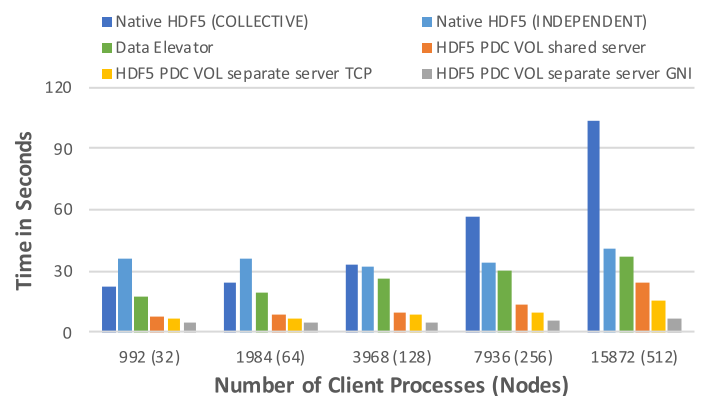 Native HDF5 (COLLECTIVE) Native HDF5 (INDEPENDENT)
Data Elevator HDF5 PDC VOL shared server
HDF5 PDC VOL separate server TCP HDF5 PDC VOL separate server GNI
120
90
60
30
0
Time in Seconds
992 (32) 1984 (64) 3968 (128) 7936 (256) 15872 (512)
Number of Client Processes (Nodes)